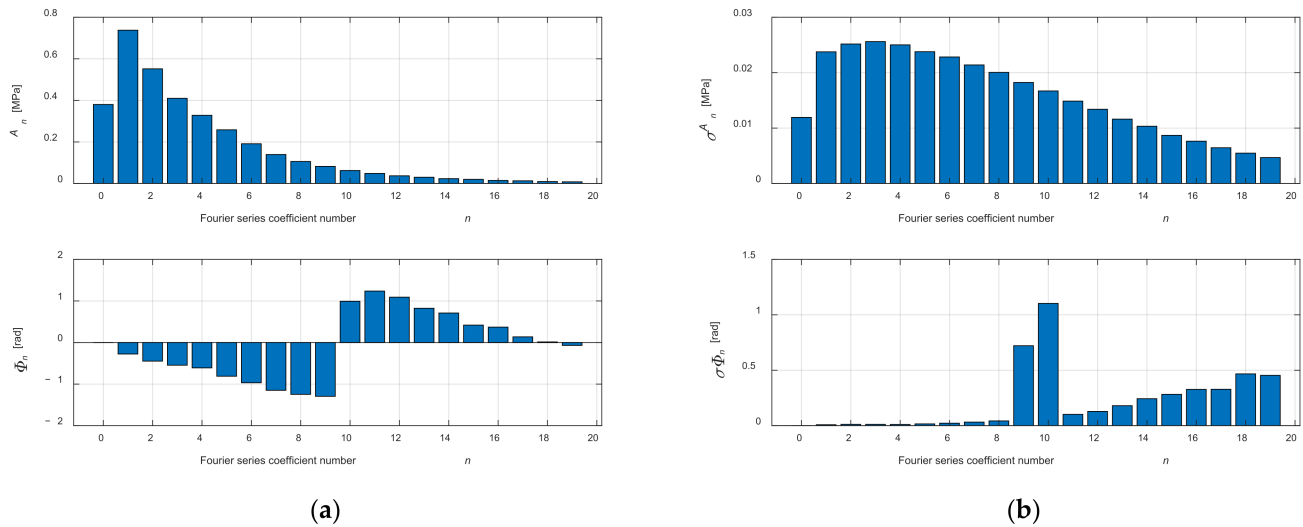 0.8
0.6
0.4
0.2
0
A n [MPa]
0 2 4 6 8 10 12 14 16 18 20
Fourier series coefficient number n
0.03
0.02
0.01
0
σ A n [MPa]
0 2 4 6 8 10 12 14 16 18 20
Fourier series coefficient number n
2
1
0
− 1
− 2
Φ n [rad]
0 2 4 6 8 10 12 14 16 18 20
Fourier series coefficient number n
1.5
1
0.5
0
σ Φ n [rad]
0 2 4 6 8 10 12 14 16 18 20
Fourier series coefficient number n
(a)
(b)